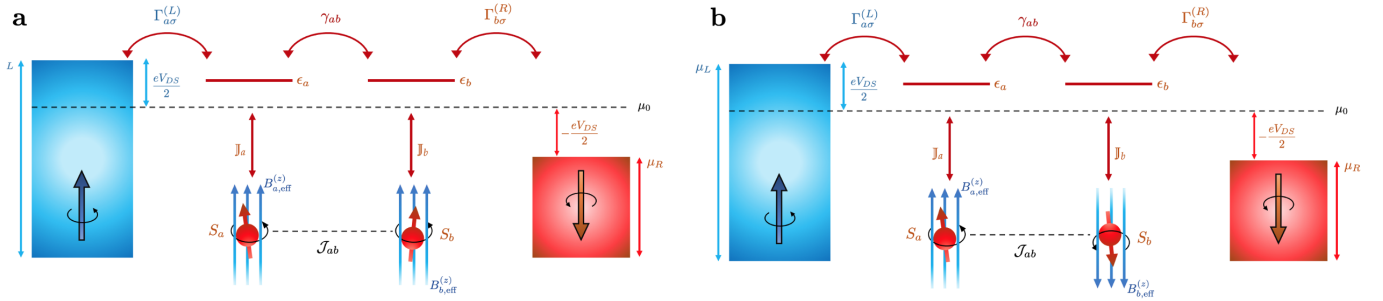 a
Γ_{aσ}^{(L)}
γ_{ab}
Γ_{bσ}^{(R)}
L
eV_{DS}/2
ϵ_a
ϵ_b
μ_0
-eV_{DS}/2
𝕁_a
𝕁_b
μ_R
B_{a,eff}^{(z)}
S_a
S_b
𝒥_{ab}
B_{b,eff}^{(z)}
b
Γ_{aσ}^{(L)}
γ_{ab}
Γ_{bσ}^{(R)}
μ_L
eV_{DS}/2
ϵ_a
ϵ_b
μ_0
-eV_{DS}/2
𝕁_a
𝕁_b
μ_R
B_{a,eff}^{(z)}
S_a
S_b
𝒥_{ab}
B_{b,eff}^{(z)}